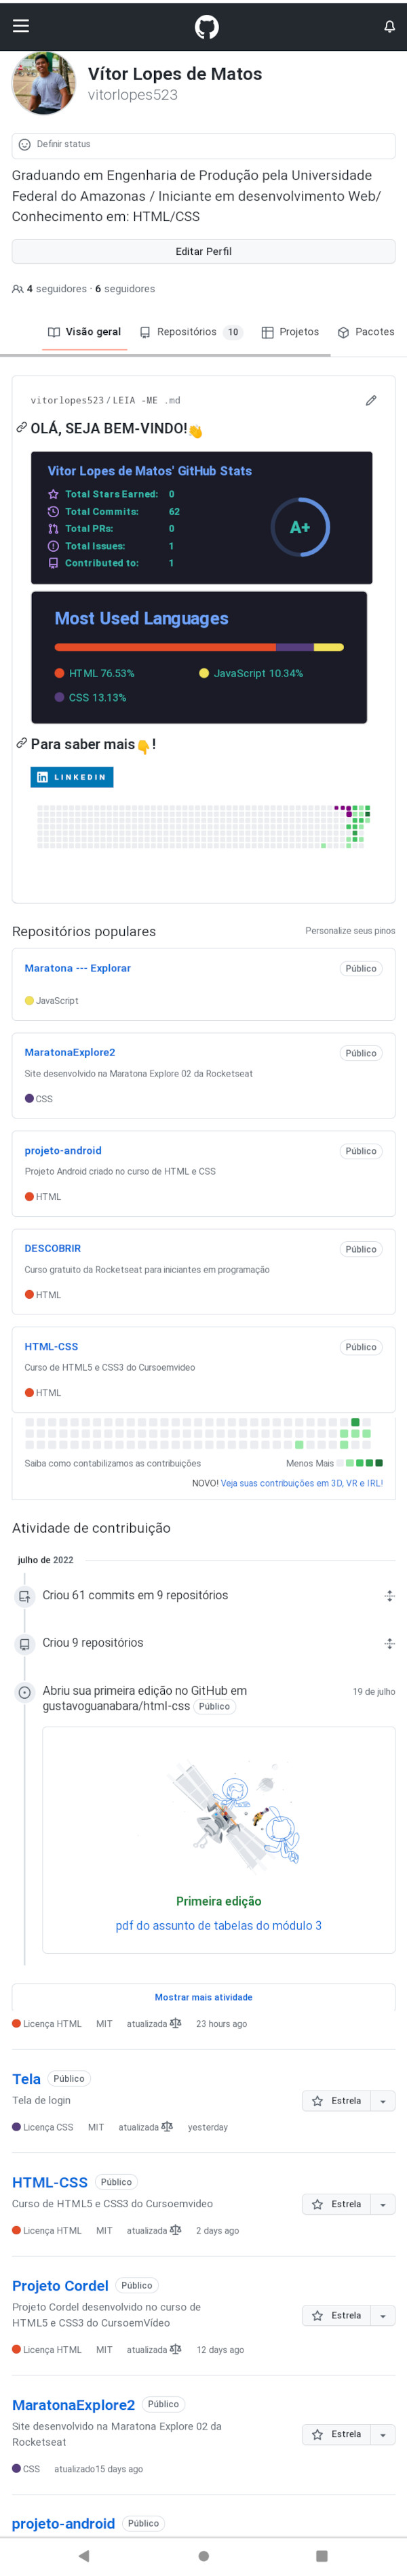 Vítor Lopes de Matos
vitorlopes523
Definir status
Graduando em Engenharia de Produção pela Universidade
Federal do Amazonas / Iniciante em desenvolvimento Web/
Conhecimento em: HTML/CSS
Editar Perfil
4 seguidores · 6 seguidores
Visão geral Repositórios 10 Projetos Pacotes
vitorlopes523 / LEIA -ME .md
OLÁ, SEJA BEM-VINDO!👋
Vitor Lopes de Matos' GitHub Stats
Total Stars Earned: 0
Total Commits: 62
Total PRs: 0
Total Issues: 1
Contributed to: 1
A+
Most Used Languages
HTML 76.53% JavaScript 10.34%
CSS 13.13%
Para saber mais👇!
LINKEDIN
Repositórios populares Personalize seus pinos
Maratona --- Explorar Público
JavaScript
MaratonaExplore2 Público
Site desenvolvido na Maratona Explore 02 da Rocketseat
CSS
projeto-android Público
Projeto Android criado no curso de HTML e CSS
HTML
DESCOBRIR Público
Curso gratuito da Rocketseat para iniciantes em programação
HTML
HTML-CSS Público
Curso de HTML5 e CSS3 do Cursoemvideo
HTML
Saiba como contabilizamos as contribuições Menos Mais
NOVO! Veja suas contribuições em 3D, VR e IRL!
Atividade de contribuição
julho de 2022
Criou 61 commits em 9 repositórios
Criou 9 repositórios
Abriu sua primeira edição no GitHub em 19 de julho
gustavoguanabara/html-css Público
Primeira edição
pdf do assunto de tabelas do módulo 3
Mostrar mais atividade
Licença HTML MIT atualizada 23 hours ago
Tela Público
Tela de login Estrela
Licença CSS MIT atualizada yesterday
HTML-CSS Público
Curso de HTML5 e CSS3 do Cursoemvideo Estrela
Licença HTML MIT atualizada 2 days ago
Projeto Cordel Público
Projeto Cordel desenvolvido no curso de Estrela
HTML5 e CSS3 do CursoemVídeo
Licença HTML MIT atualizada 12 days ago
MaratonaExplore2 Público
Site desenvolvido na Maratona Explore 02 da Estrela
Rocketseat
CSS atualizado15 days ago
projeto-android Público